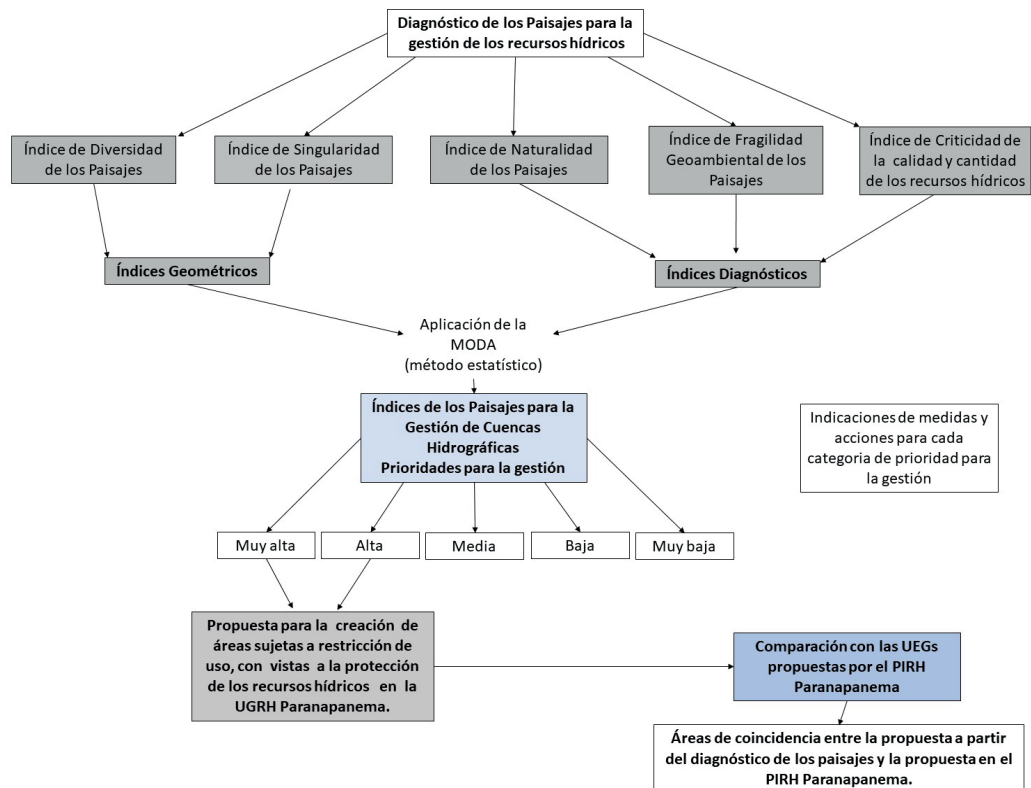 Diagnóstico de los Paisajes para la
gestión de los recursos hídricos
Índice de Diversidad
de los Paisajes
Índice de Singularidad
de los Paisajes
Índice de Naturalidad
de los Paisajes
Índice de Fragilidad
Geoambiental de los
Paisajes
Índice de Criticidad de
la calidad y cantidad
de los recursos hídricos
Índices Geométricos
Índices Diagnósticos
Aplicación de la
MODA
(método estatístico)
Índices de los Paisajes para la
Gestión de Cuencas
Hidrográficas
Prioridades para la gestión
Indicaciones de medidas y
acciones para cada
categoria de prioridad para
la gestión
Muy alta
Alta
Media
Baja
Muy baja
Propuesta para la creación de
áreas sujetas a restricción de
uso, con vistas a la protección
de los recursos hídricos en la
UGRH Paranapanema.
Comparación con las UEGs
propuestas por el PIRH
Paranapanema
Áreas de coincidencia entre la propuesta a partir
del diagnóstico de los paisajes y la propuesta en el
PIRH Paranapanema.